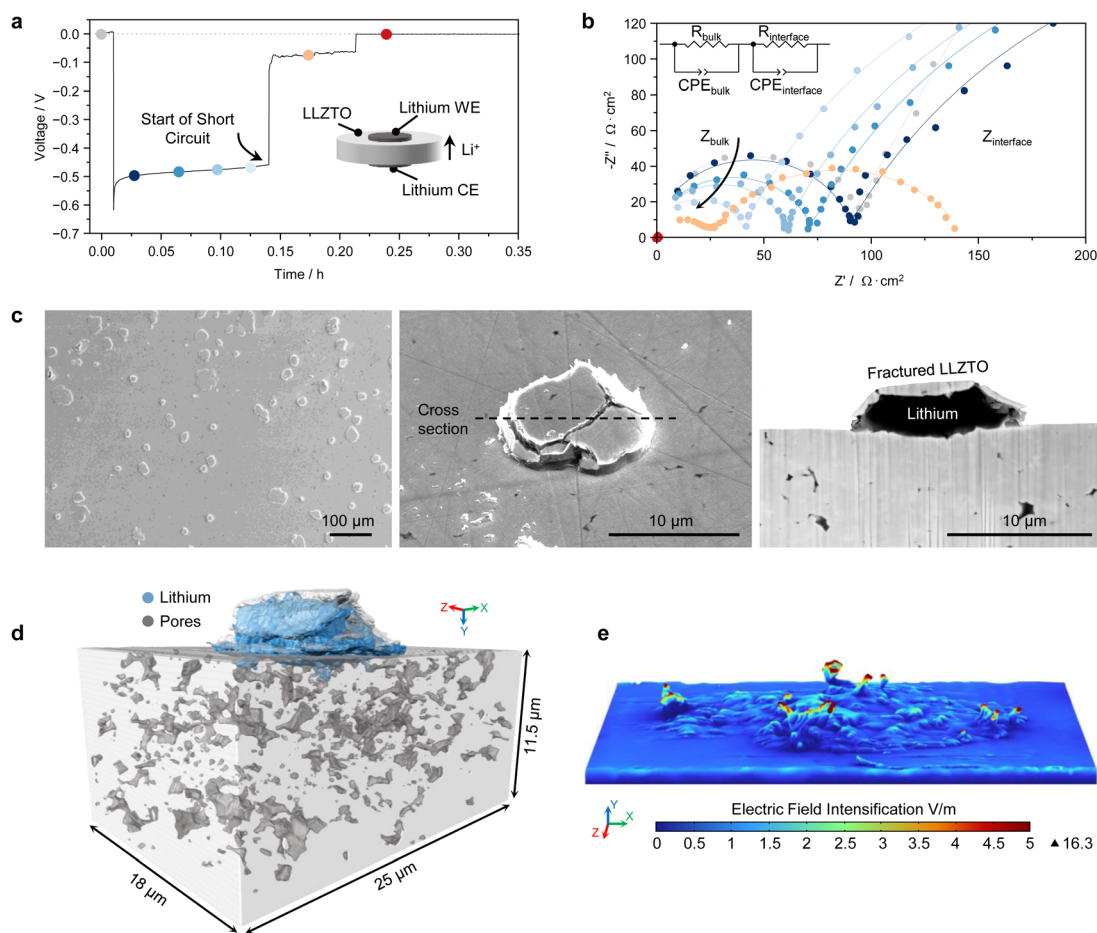 a
Voltage / V
0.0
−0.1
−0.2
−0.3
−0.4
−0.5
−0.6
−0.7
Start of Short
Circuit
LLZTO
Lithium WE
Li⁺
Lithium CE
0.00 0.05 0.10 0.15 0.20 0.25 0.30 0.35
Time / h
b
-Z'' / Ω·cm²
120
100
80
60
40
20
0
R_bulk R_interface
CPE_bulk CPE_interface
Z_bulk
Z_interface
0 50 100 150 200
Z' / Ω·cm²
c
100 µm
Cross
section
10 µm
Fractured LLZTO
Lithium
10 µm
d
Lithium
Pores
Z X
Y
11.5 µm
18 µm
25 µm
e
Y
X
Z
Electric Field Intensification V/m
0 0.5 1 1.5 2 2.5 3 3.5 4 4.5 5 ▲ 16.3